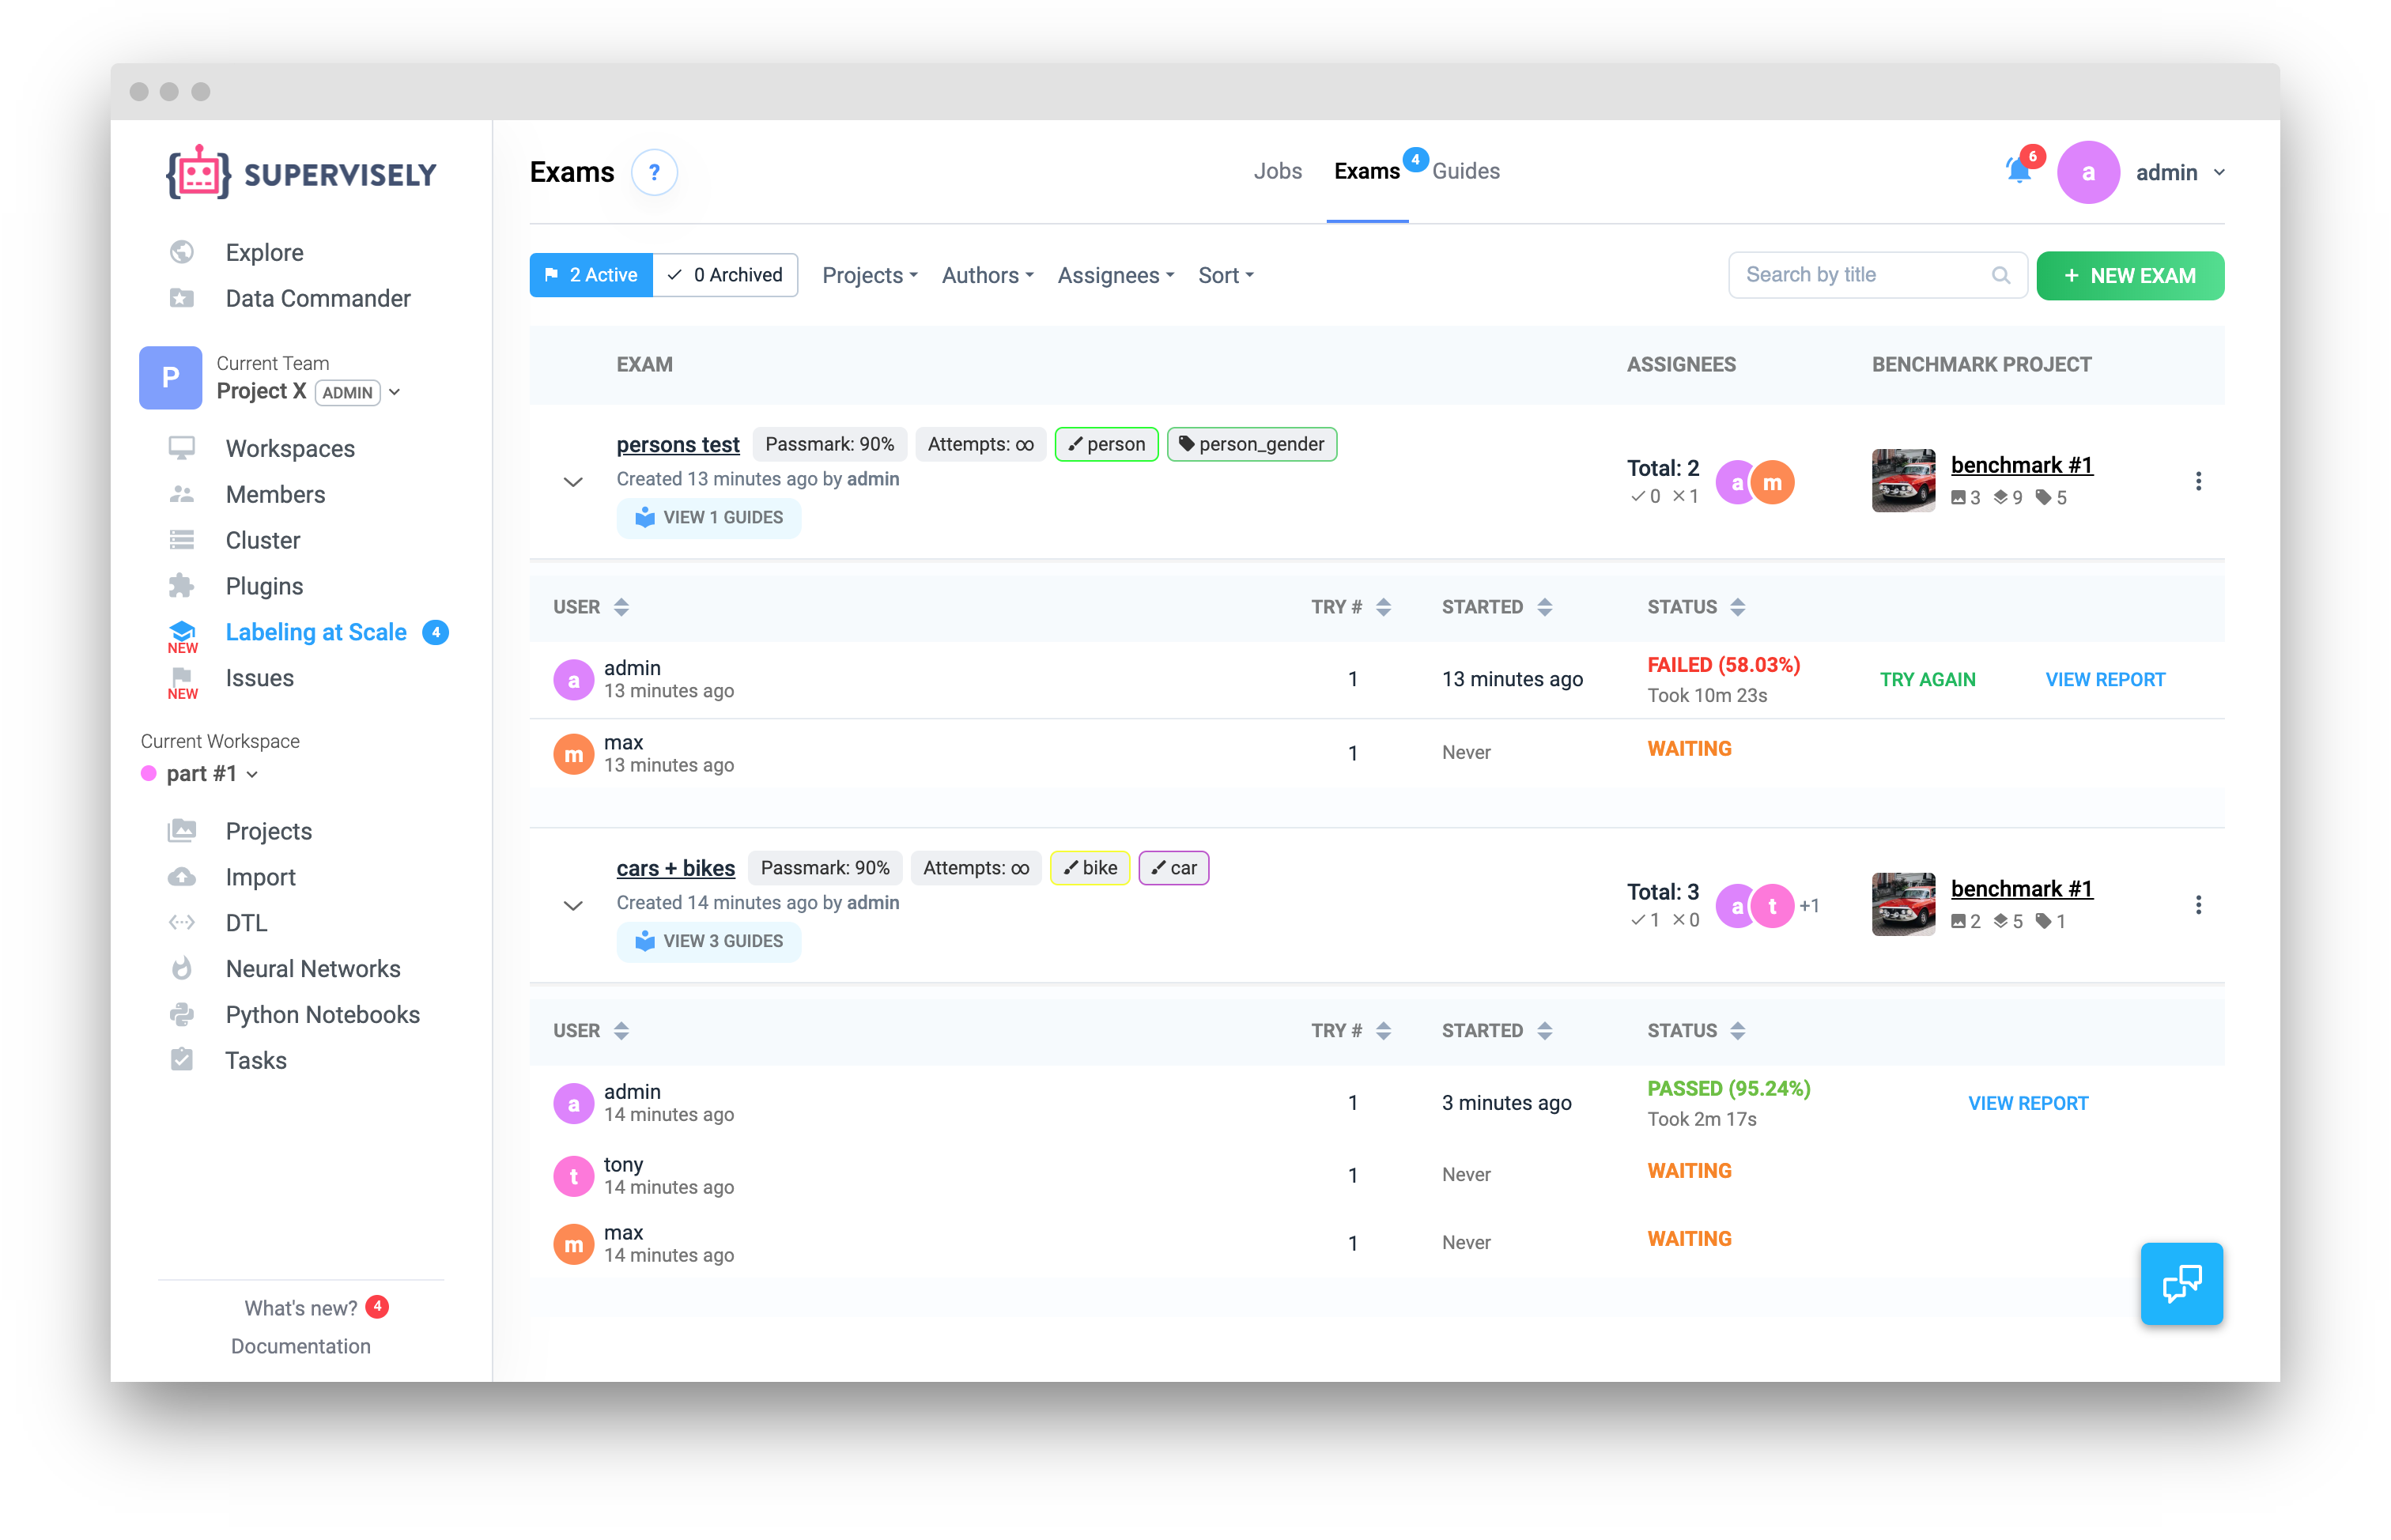 SUPERVISELY
Explore
Data Commander
P
Current Team
Project X ADMIN
Workspaces
Members
Cluster
Plugins
NEW Labeling at Scale 4
NEW Issues
Current Workspace
part #1
Projects
Import
DTL
Neural Networks
Python Notebooks
Tasks
What's new? 4
Documentation
Exams ?
Jobs Exams 4 Guides
6 a admin
2 Active 0 Archived Projects Authors Assignees Sort
Search by title
+ NEW EXAM
EXAM ASSIGNEES BENCHMARK PROJECT
persons test Passmark: 90% Attempts: ∞ person person_gender
Created 13 minutes ago by admin
VIEW 1 GUIDES
Total: 2 a m
✓0 ×1
benchmark #1
3 9 5
USER TRY # STARTED STATUS
a admin 1 13 minutes ago FAILED (58.03%) TRY AGAIN VIEW REPORT
13 minutes ago Took 10m 23s
m max 1 Never WAITING
13 minutes ago
cars + bikes Passmark: 90% Attempts: ∞ bike car
Created 14 minutes ago by admin
VIEW 3 GUIDES
Total: 3 a t +1
✓1 ×0
benchmark #1
2 5 1
USER TRY # STARTED STATUS
a admin 1 3 minutes ago PASSED (95.24%) VIEW REPORT
14 minutes ago Took 2m 17s
t tony 1 Never WAITING
14 minutes ago
m max 1 Never WAITING
14 minutes ago